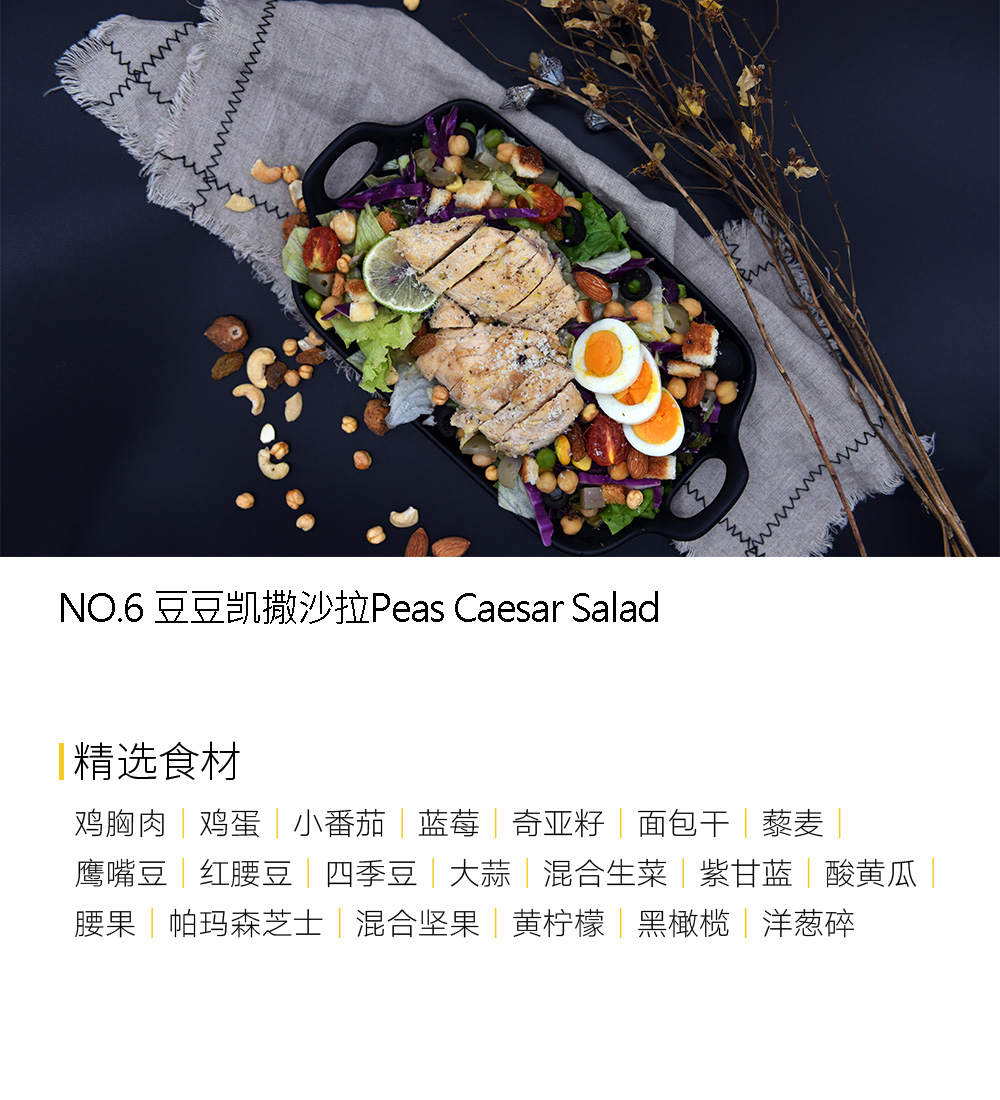 NO.6 豆豆凯撒沙拉Peas Caesar Salad
精选食材
鸡胸肉｜鸡蛋｜小番茄｜蓝莓｜奇亚籽｜面包干｜藜麦｜
鹰嘴豆｜红腰豆｜四季豆｜大蒜｜混合生菜｜紫甘蓝｜酸黄瓜｜
腰果｜帕玛森芝士｜混合坚果｜黄柠檬｜黑橄榄｜洋葱碎